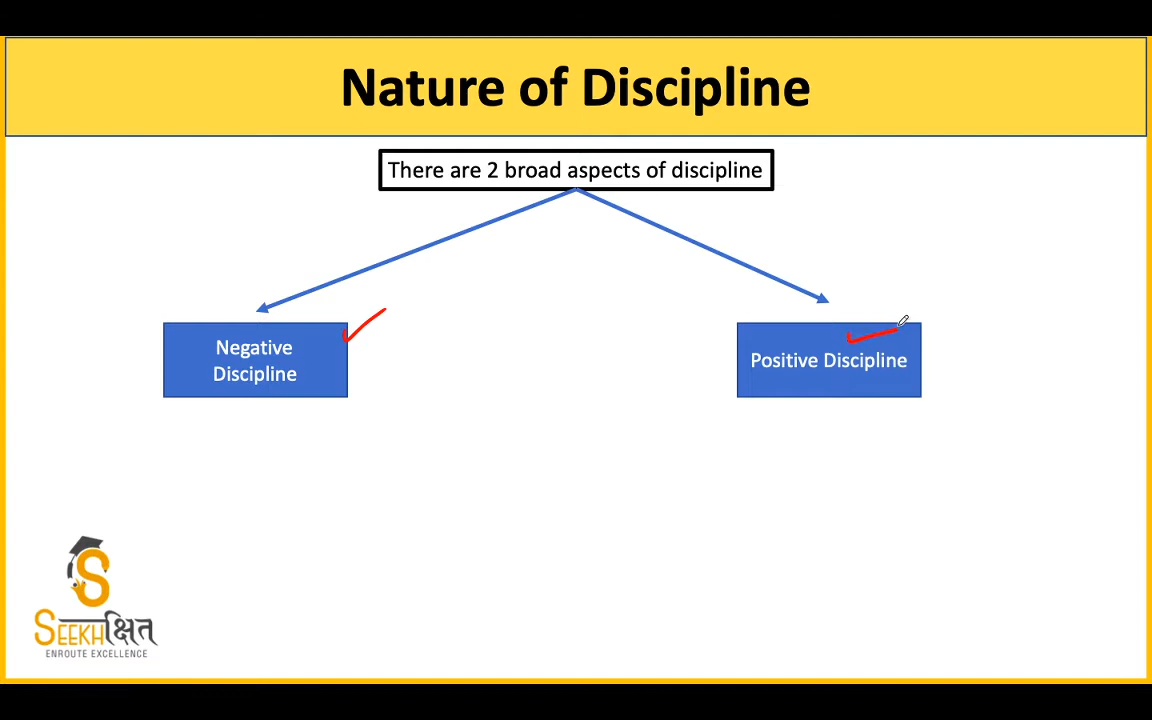 Nature of Discipline
There are 2 broad aspects of discipline
Negative
Discipline
Positive Discipline
SEEKHक्षित
ENROUTE EXCELLENCE